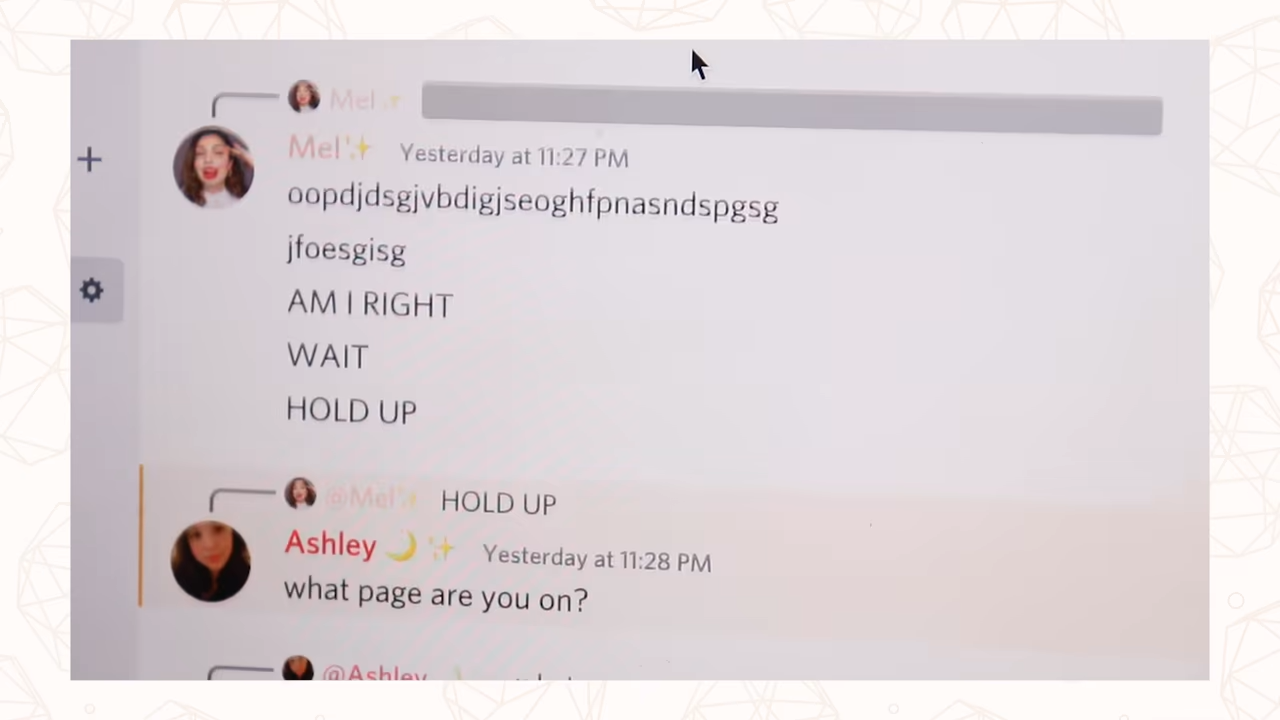 Mel✨
Mel✨ Yesterday at 11:27 PM
oopdjdsgjvbdigjseoghfpnasndspgsg
jfoesgisg
AM I RIGHT
WAIT
HOLD UP
@Mel✨ HOLD UP
Ashley🌙✨ Yesterday at 11:28 PM
what page are you on?
@Ashley